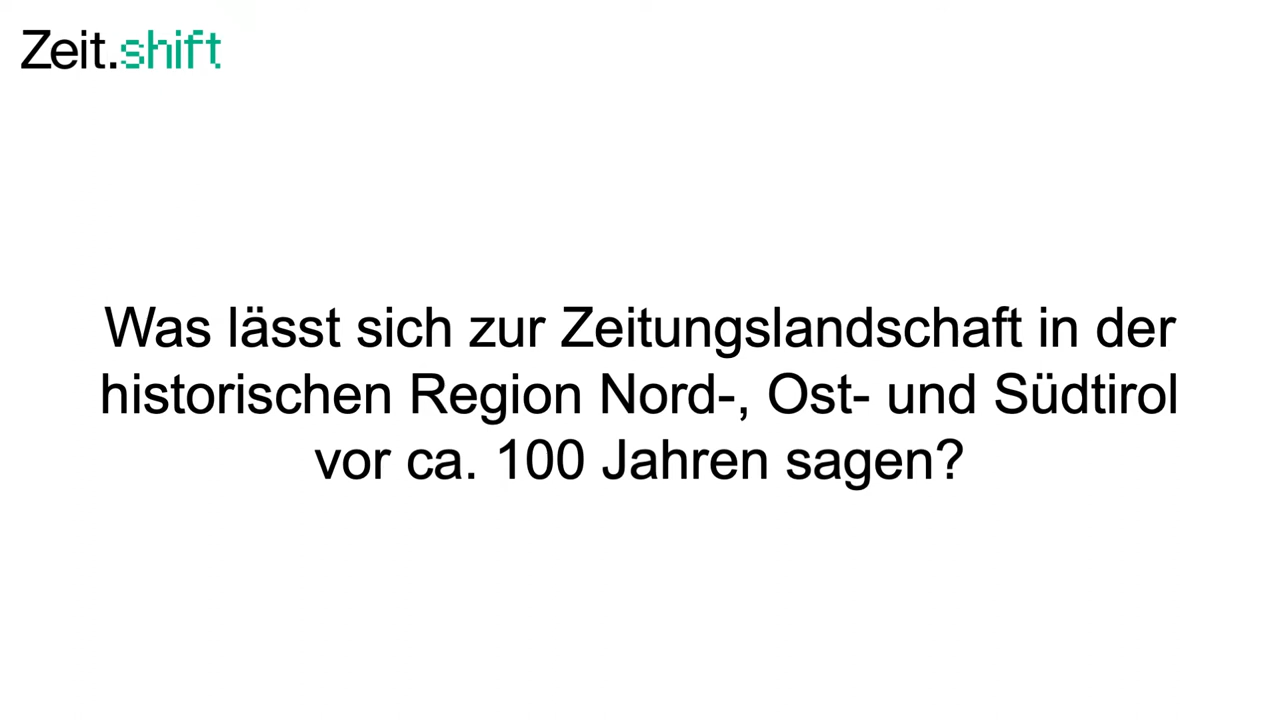 Zeit.shift
Was lässt sich zur Zeitungslandschaft in der
historischen Region Nord-, Ost- und Südtirol
vor ca. 100 Jahren sagen?